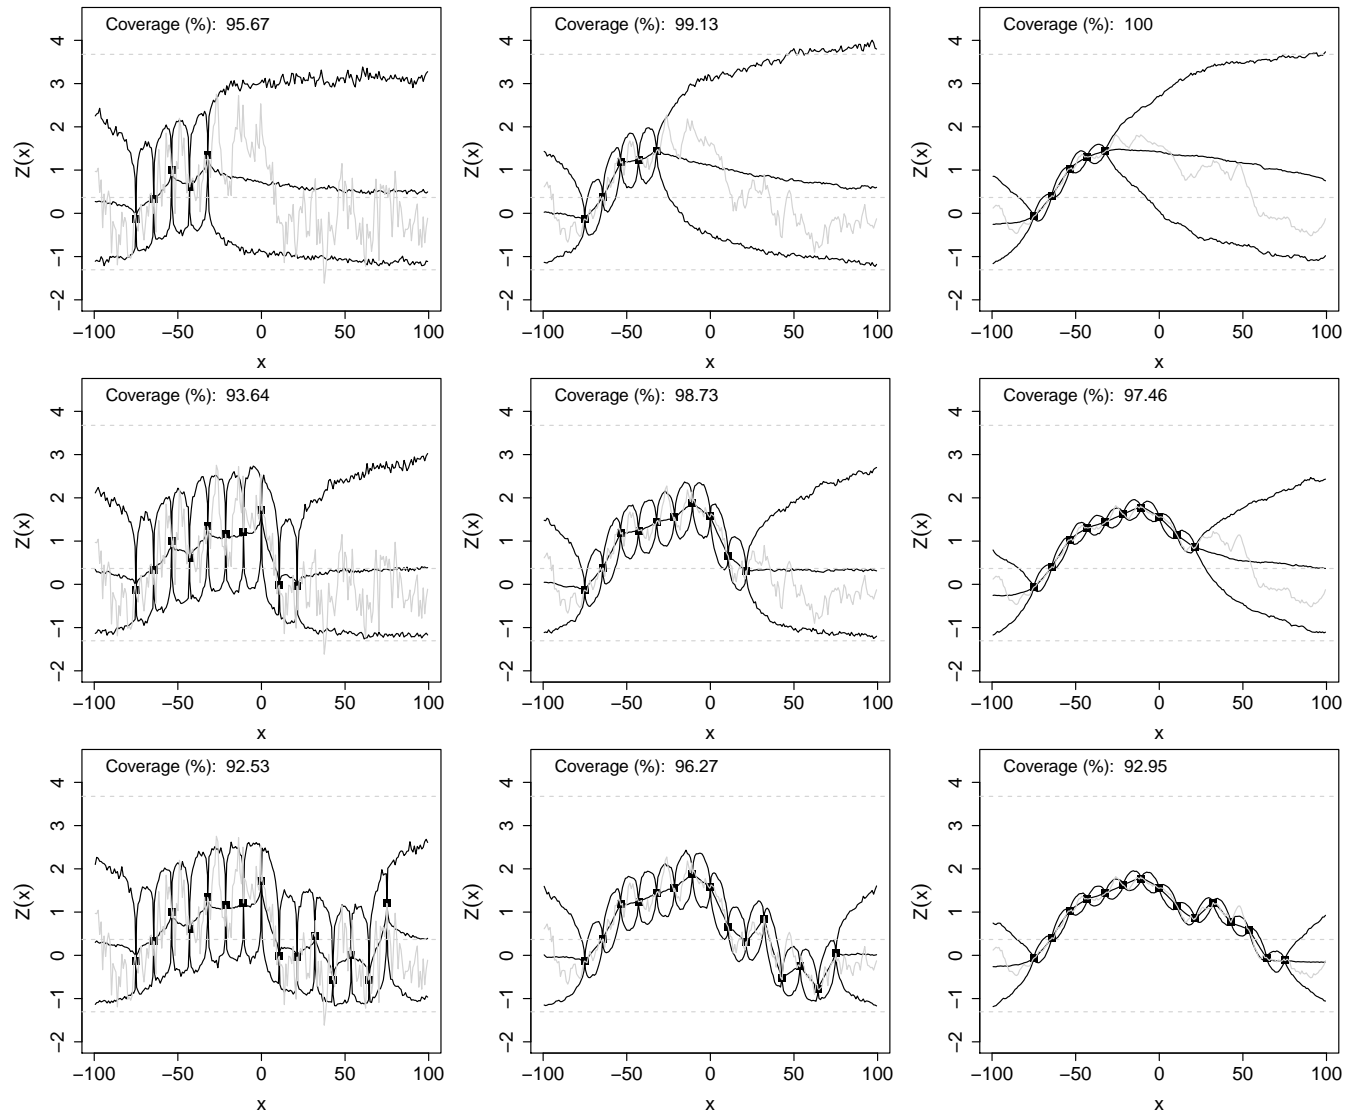 Coverage (%): 95.67
Z(x)
4
3
2
1
0
−1
−2
−100 −50 0 50 100
x
Coverage (%): 99.13
Z(x)
4
3
2
1
0
−1
−2
−100 −50 0 50 100
x
Coverage (%): 100
Z(x)
4
3
2
1
0
−1
−2
−100 −50 0 50 100
x
Coverage (%): 93.64
Z(x)
4
3
2
1
0
−1
−2
−100 −50 0 50 100
x
Coverage (%): 98.73
Z(x)
4
3
2
1
0
−1
−2
−100 −50 0 50 100
x
Coverage (%): 97.46
Z(x)
4
3
2
1
0
−1
−2
−100 −50 0 50 100
x
Coverage (%): 92.53
Z(x)
4
3
2
1
0
−1
−2
−100 −50 0 50 100
x
Coverage (%): 96.27
Z(x)
4
3
2
1
0
−1
−2
−100 −50 0 50 100
x
Coverage (%): 92.95
Z(x)
4
3
2
1
0
−1
−2
−100 −50 0 50 100
x